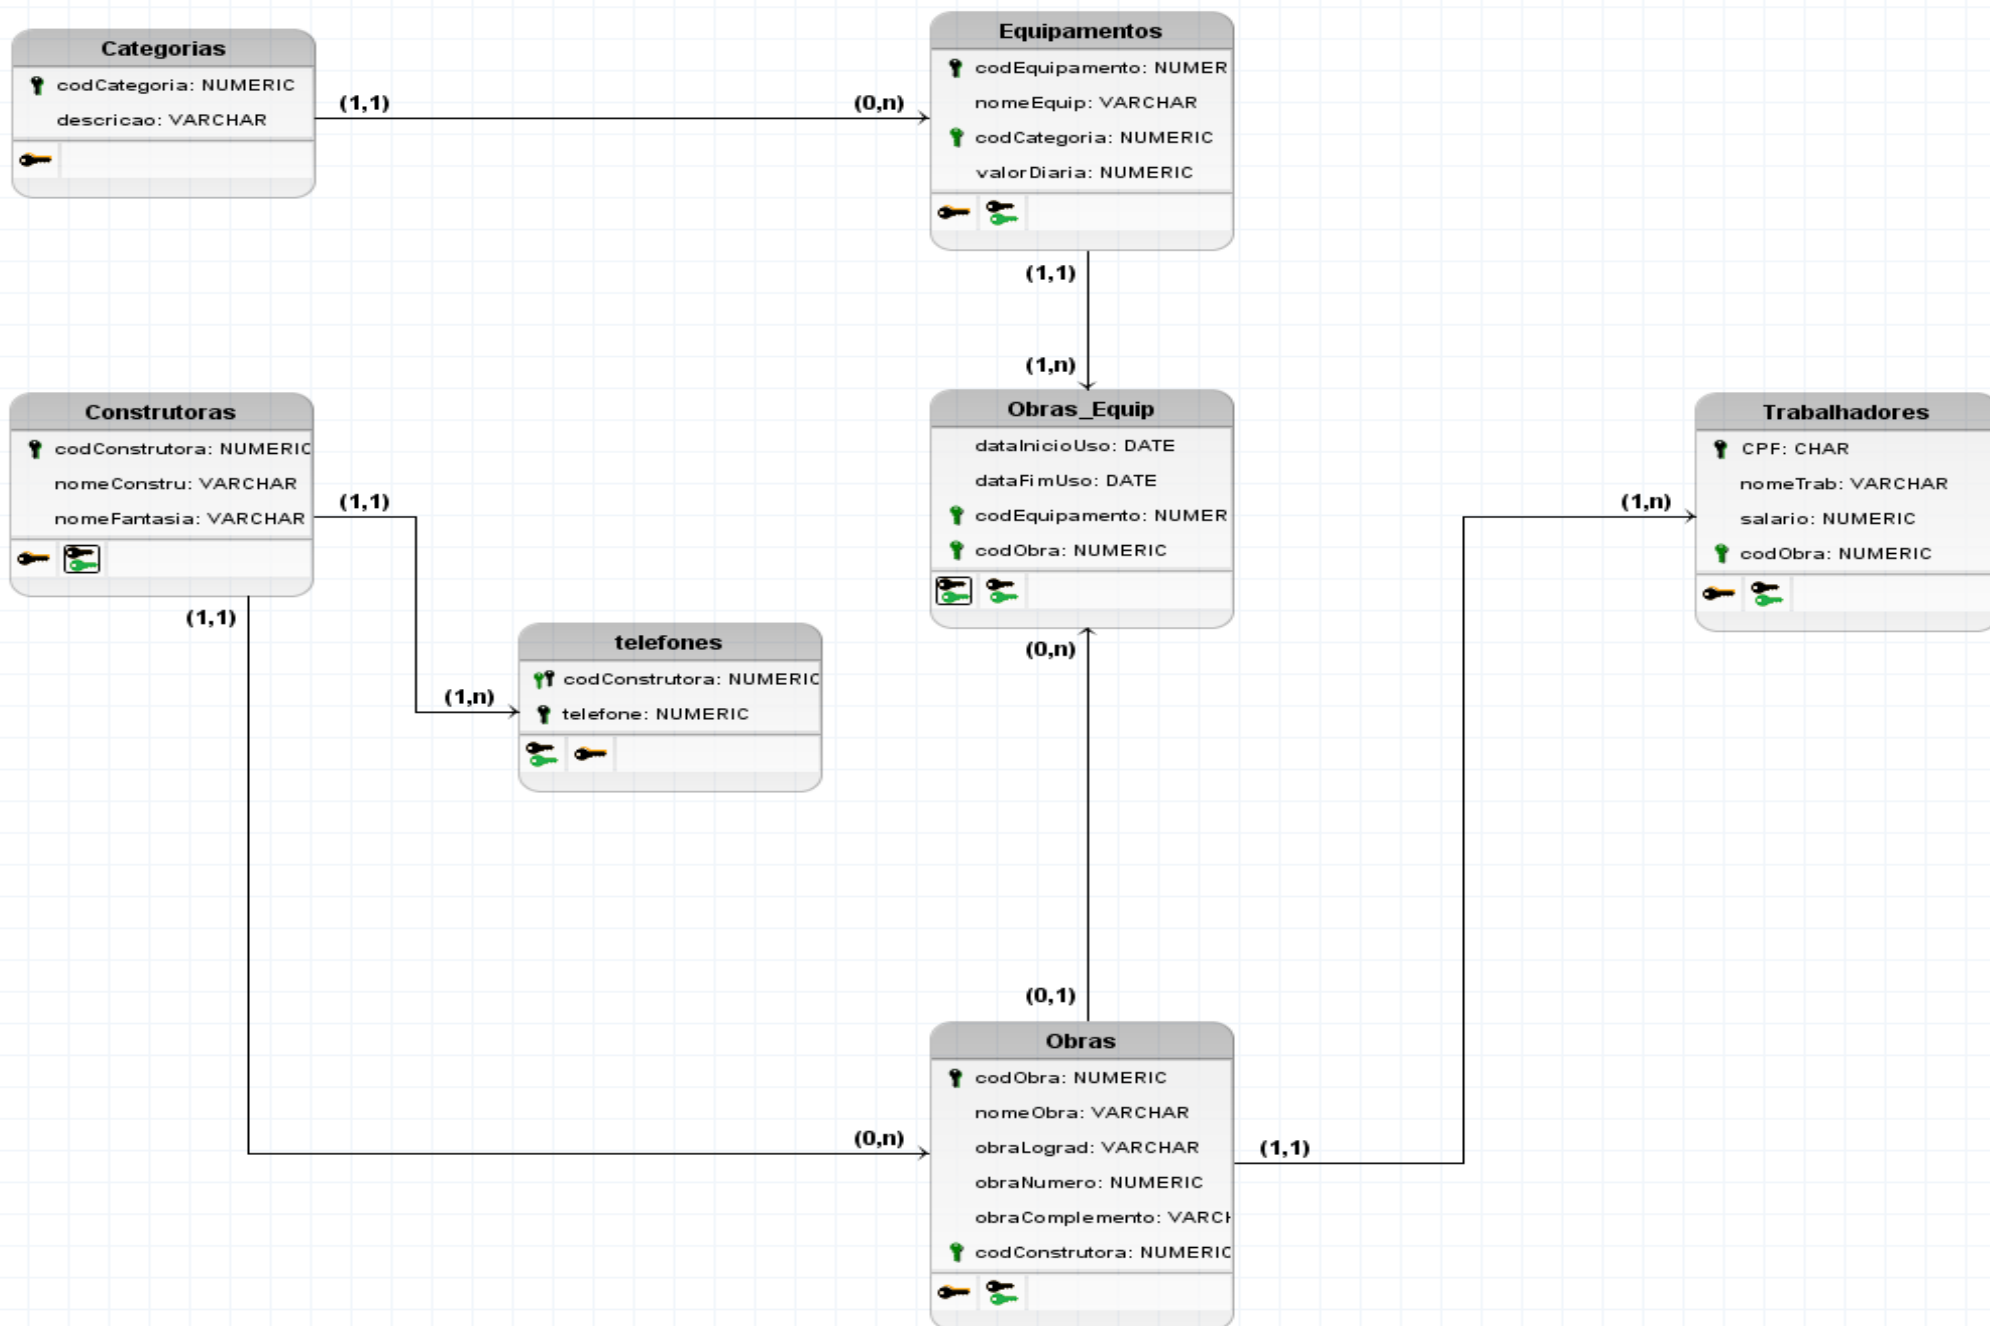 Categorias
codCategoria: NUMERIC
descricao: VARCHAR
(1,1)
(0,n)
Equipamentos
codEquipamento: NUMER
nomeEquip: VARCHAR
codCategoria: NUMERIC
valorDiaria: NUMERIC
(1,1)
(1,n)
Construtoras
codConstrutora: NUMERIC
nomeConstru: VARCHAR
nomeFantasia: VARCHAR
(1,1)
(1,1)
(1,n)
telefones
codConstrutora: NUMERIC
telefone: NUMERIC
Obras_Equip
dataInicioUso: DATE
dataFimUso: DATE
codEquipamento: NUMER
codObra: NUMERIC
(0,n)
(0,1)
Trabalhadores
CPF: CHAR
nomeTrab: VARCHAR
salario: NUMERIC
codObra: NUMERIC
(1,n)
(0,n)
Obras
codObra: NUMERIC
nomeObra: VARCHAR
obraLograd: VARCHAR
obraNumero: NUMERIC
obraComplemento: VARCH
codConstrutora: NUMERIC
(1,1)